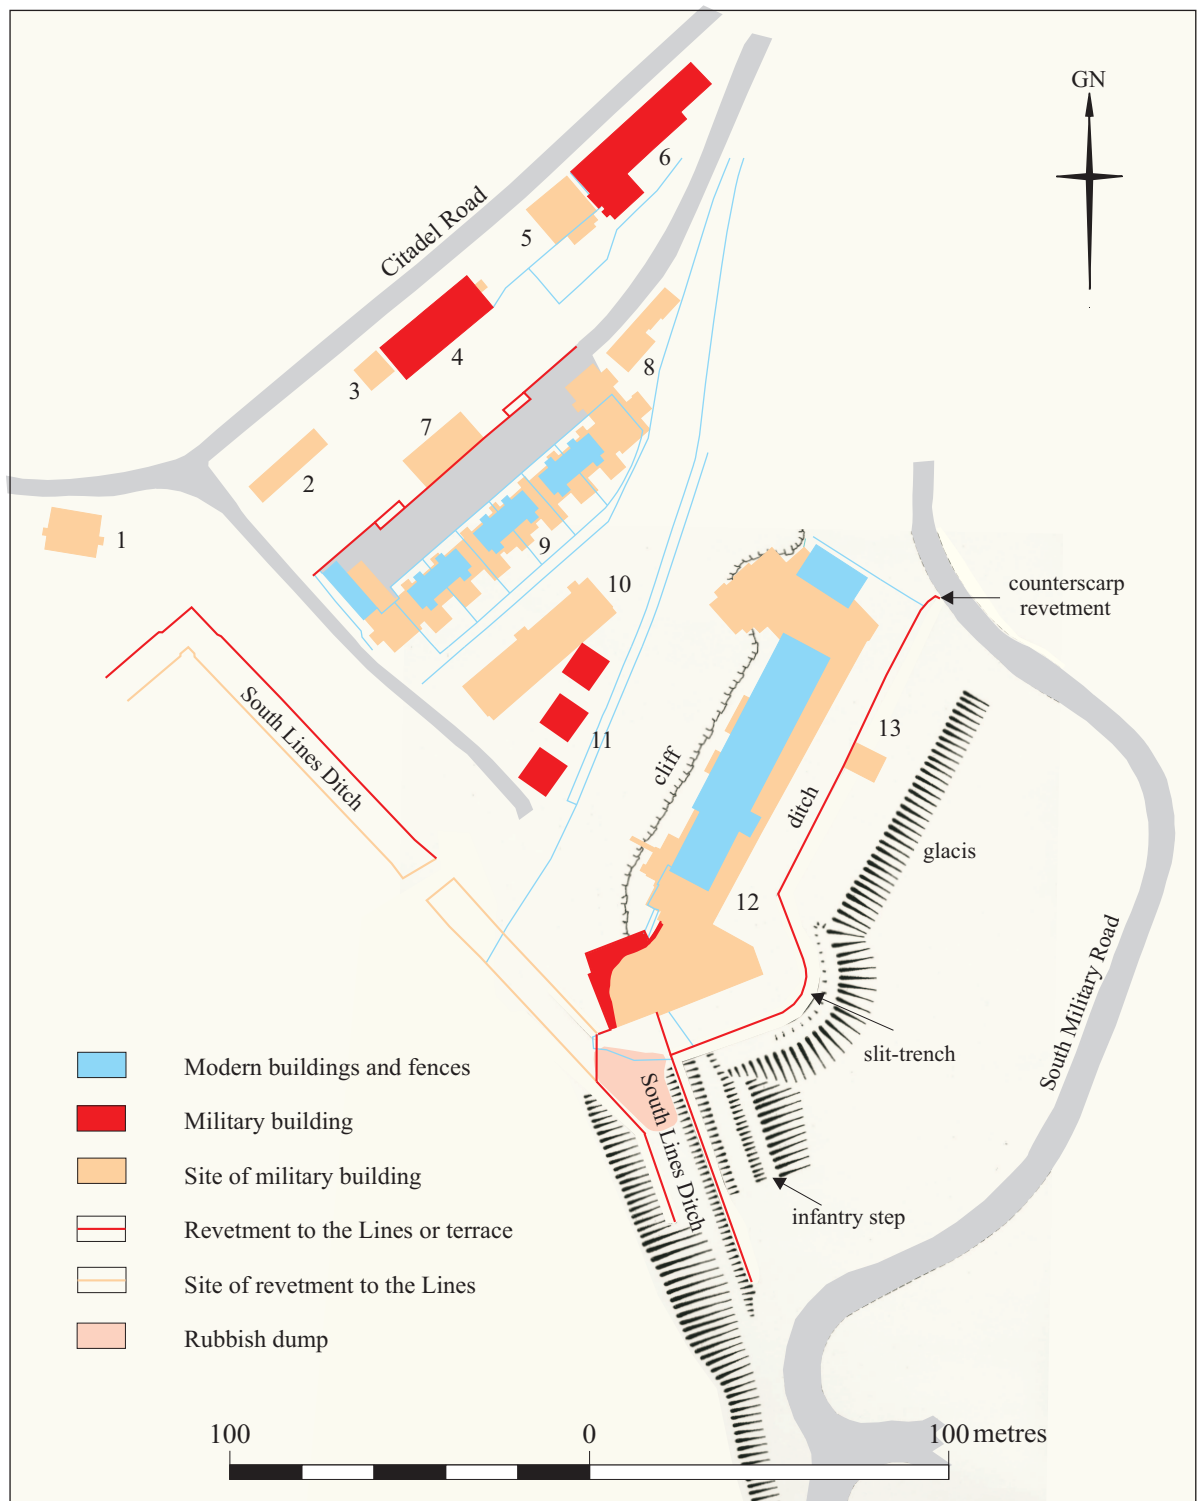 GN
Citadel Road
6
5
4
3
8
7
2
1
9
10
counterscarp
revetment
South Lines Ditch
11
cliff
13
ditch
glacis
12
South Military Road
slit-trench
South Lines Ditch
infantry step
Modern buildings and fences
Military building
Site of military building
Revetment to the Lines or terrace
Site of revetment to the Lines
Rubbish dump
100 0 100 metres